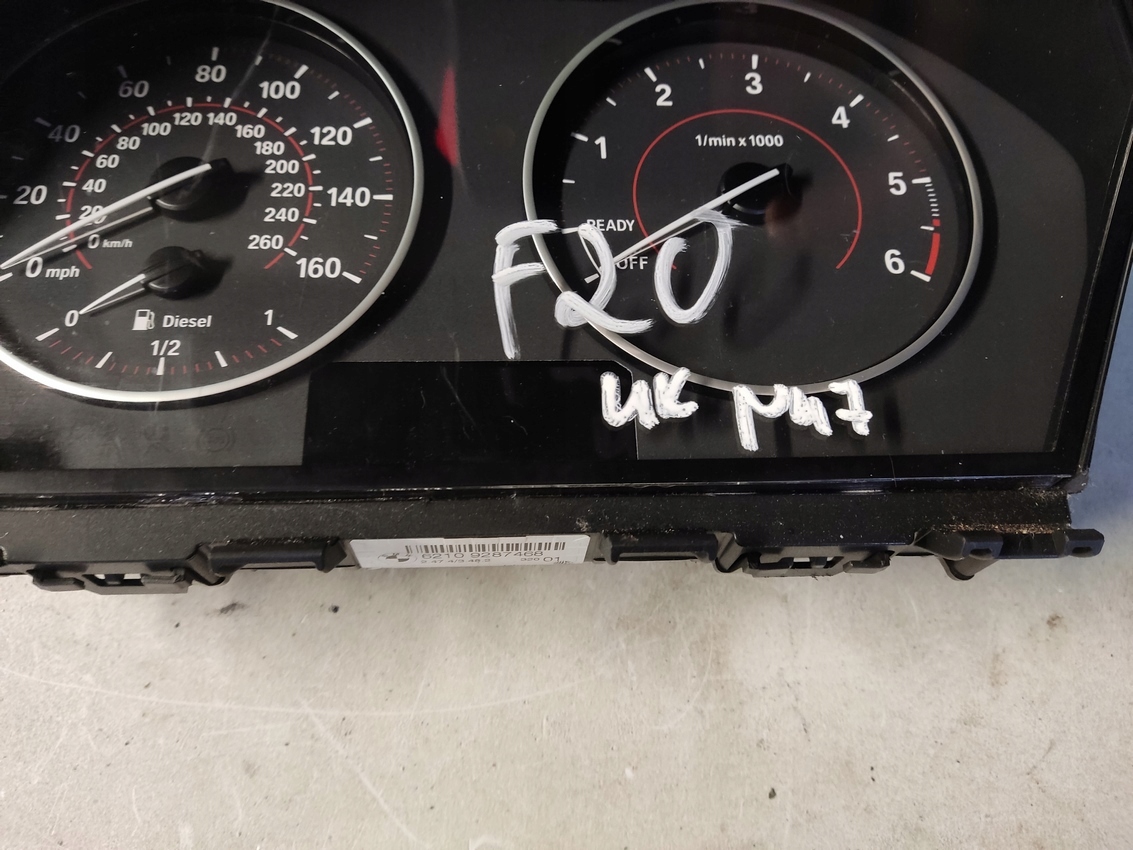 20 40 60 80 100 120 140 160
0 mph
20 40 60 80 100 120 140 160 180 200 220 240 260
0 km/h
0 1/2 1
Diesel
1 2 3 4 5 6
1/min x 1000
READY
OFF
F20
UK
6210 9287468
01